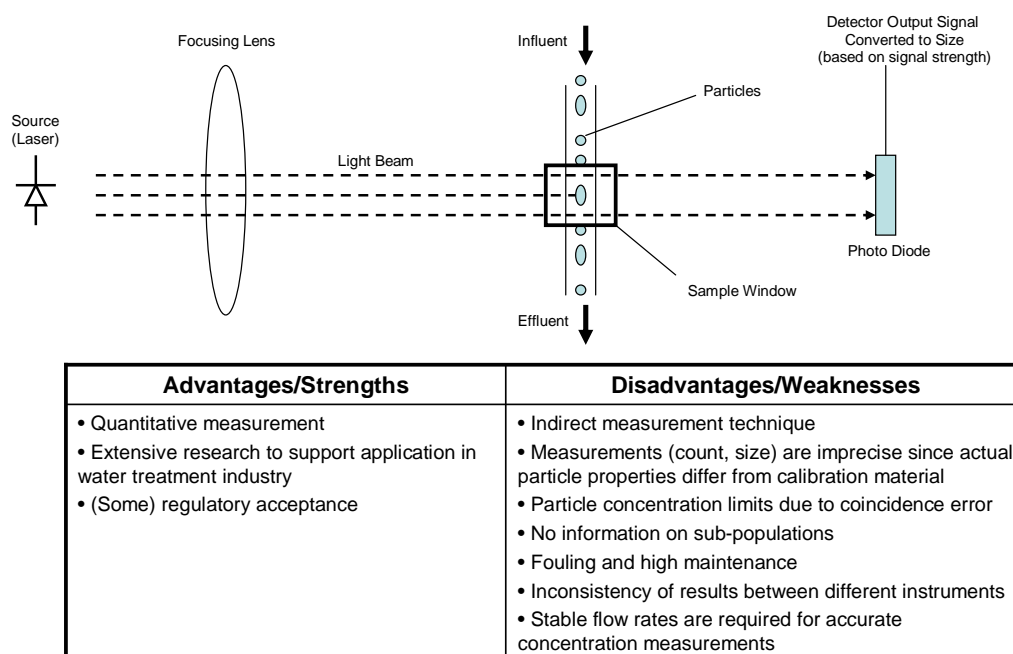 Detector Output Signal
Converted to Size
(based on signal strength)
Focusing Lens
Influent
Particles
Source
(Laser)
Light Beam
Photo Diode
Sample Window
Effluent
Advantages/Strengths
• Quantitative measurement
• Extensive research to support application in
water treatment industry
• (Some) regulatory acceptance
Disadvantages/Weaknesses
• Indirect measurement technique
• Measurements (count, size) are imprecise since actual
particle properties differ from calibration material
• Particle concentration limits due to coincidence error
• No information on sub-populations
• Fouling and high maintenance
• Inconsistency of results between different instruments
• Stable flow rates are required for accurate
concentration measurements